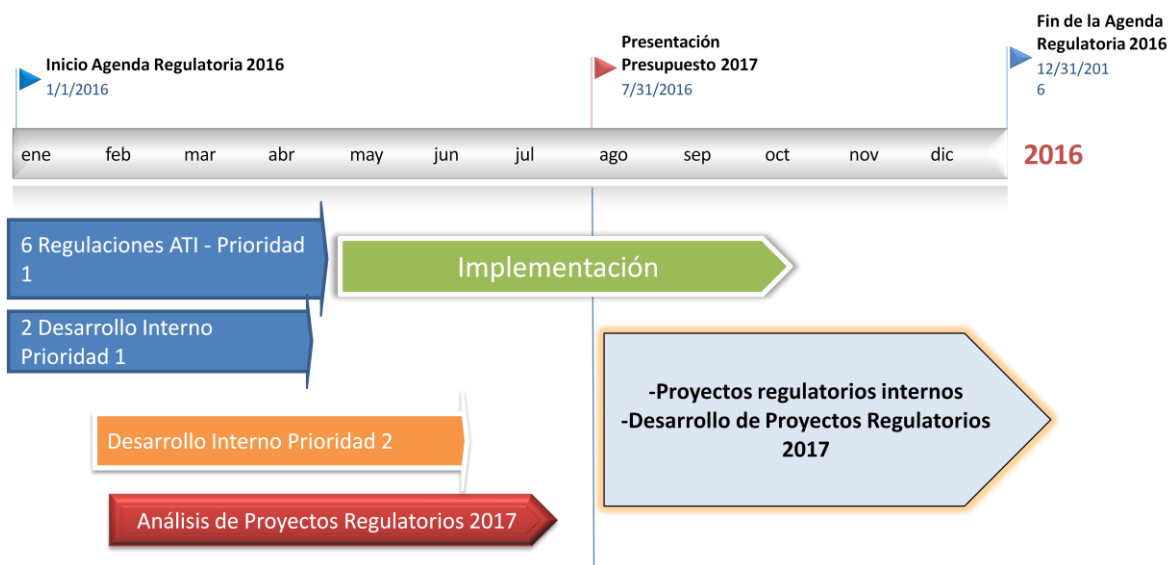 Inicio Agenda Regulatoria 2016
1/1/2016
Presentación
Presupuesto 2017
7/31/2016
Fin de la Agenda
Regulatoria 2016
12/31/201
6
ene feb mar abr may jun jul ago sep oct nov dic 2016
6 Regulaciones ATI - Prioridad
1
Implementación
2 Desarrollo Interno
Prioridad 1
-Proyectos regulatorios internos
-Desarrollo de Proyectos Regulatorios
2017
Desarrollo Interno Prioridad 2
Análisis de Proyectos Regulatorios 2017